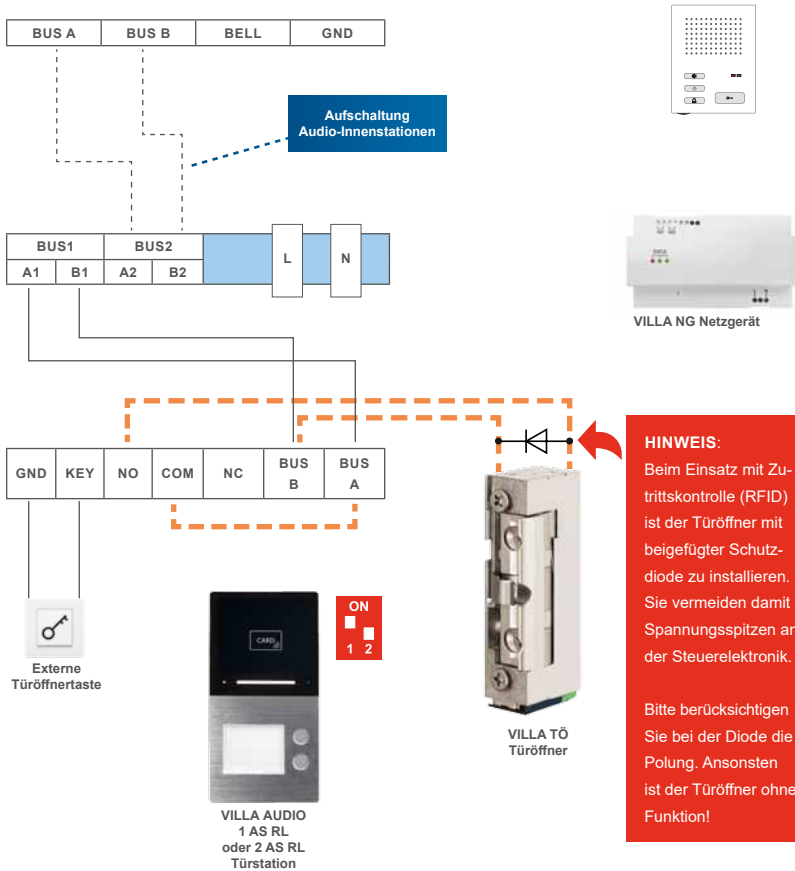 BUS A BUS B BELL GND
Aufschaltung
Audio-Innenstationen
BUS1 BUS2
A1 B1 A2 B2
L N
VILLA NG Netzgerät
GND KEY NO COM NC BUS B BUS A
Externe
Türöffnertaste
CARD
ON
1 2
VILLA AUDIO
1 AS RL
oder 2 AS RL
Türstation
VILLA TÖ
Türöffner
HINWEIS:
Beim Einsatz mit Zu-
trittskontrolle (RFID)
ist der Türöffner mit
beigefügter Schutz-
diode zu installieren.
Sie vermeiden damit
Spannungsspitzen an
der Steuerelektronik.
Bitte berücksichtigen
Sie bei der Diode die
Polung. Ansonsten
ist der Türöffner ohne
Funktion!